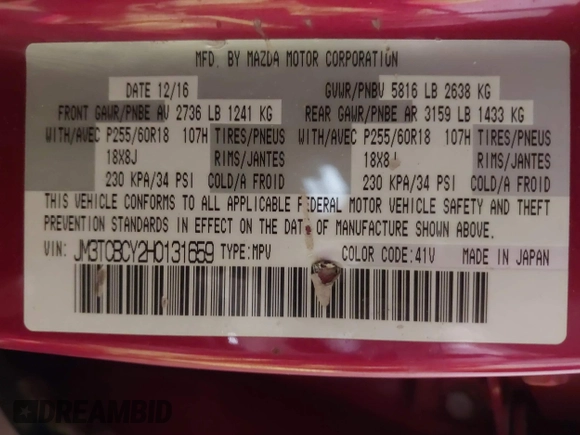 MFD. BY MAZDA MOTOR CORPORATION
DATE 12/16 GVWR/PNBV 5816 LB 2638 KG
FRONT GAWR/PNBE AV 2736 LB 1241 KG REAR GAWR/PNBE AR 3159 LB 1433 KG
WITH/AVEC P255/60R18 107H TIRES/PNEUS WITH/AVEC P255/60R18 107H TIRES/PNEUS
18X8J RIMS/JANTES 18X8J RIMS/JANTES
230 KPA/34 PSI COLD/A FROID 230 KPA/34 PSI COLD/A FROID
THIS VEHICLE CONFORMS TO ALL APPLICABLE FEDERAL MOTOR VEHICLE SAFETY AND THEFT
PREVENTION STANDARDS IN EFFECT ON THE DATE OF MANUFACTURE SHOWN ABOVE.
VIN: JM3TCBCY2H0131659 TYPE:MPV COLOR CODE:41V MADE IN JAPAN
DREAMBID